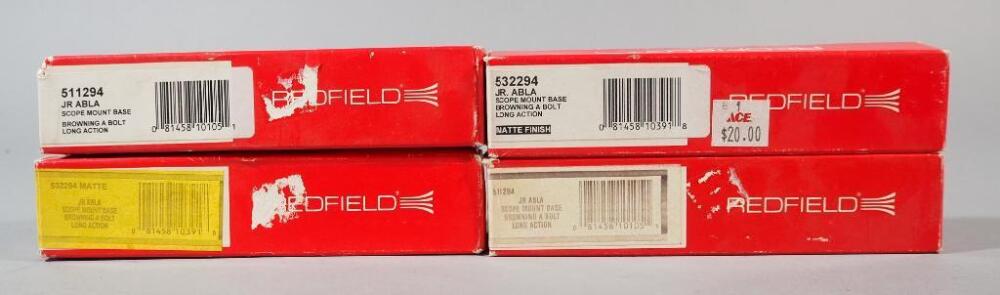 511294
JR ABLA
SCOPE MOUNT BASE
BROWNING A BOLT
LONG ACTION
0 81458 10105 1
REDFIELD
532294
JR. ABLA
SCOPE MOUNT BASE
BROWNING A BOLT
LONG ACTION
MATTE FINISH
0 81458 10391 8
ACE
$20.00
REDFIELD
532294 MATTE
JR ABLA
SCOPE MOUNT BASE
BROWNING A BOLT
LONG ACTION
0 81458 10391 8
REDFIELD
511294
JR ABLA
SCOPE MOUNT BASE
BROWNING A BOLT
LONG ACTION
0 81458 10105 1
REDFIELD